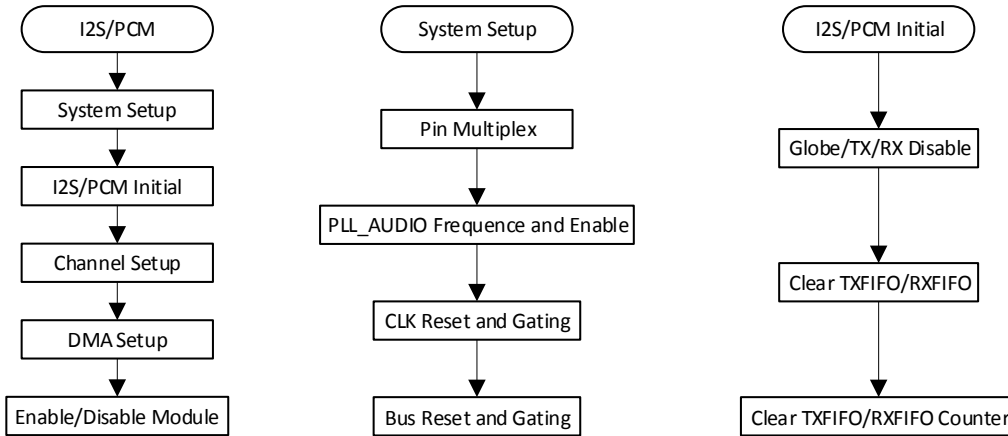 I2S/PCM
System Setup
I2S/PCM Initial
Channel Setup
DMA Setup
Enable/Disable Module
System Setup
Pin Multiplex
PLL_AUDIO Frequence and Enable
CLK Reset and Gating
Bus Reset and Gating
I2S/PCM Initial
Globe/TX/RX Disable
Clear TXFIFO/RXFIFO
Clear TXFIFO/RXFIFO Counter